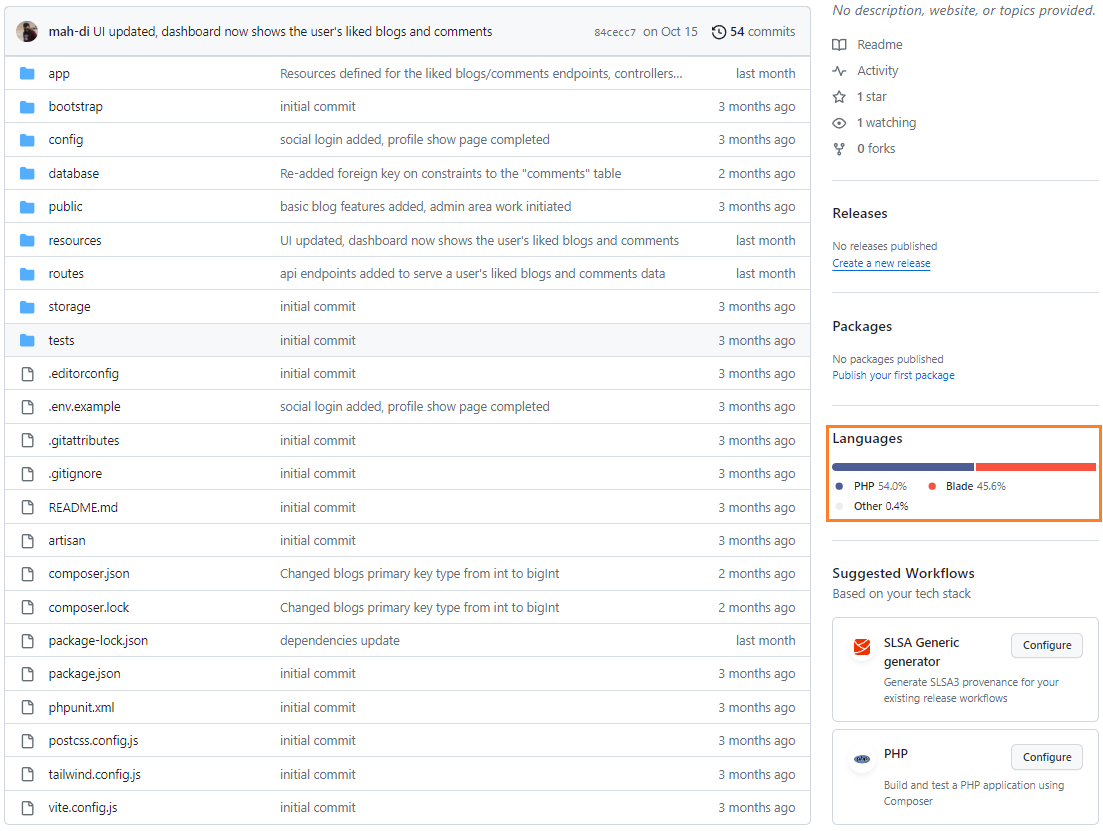 mah-di UI updated, dashboard now shows the user's liked blogs and comments 84cecc7 on Oct 15 54 commits
app Resources defined for the liked blogs/comments endpoints, controllers... last month
bootstrap initial commit 3 months ago
config social login added, profile show page completed 3 months ago
database Re-added foreign key on constraints to the "comments" table 2 months ago
public basic blog features added, admin area work initiated 3 months ago
resources UI updated, dashboard now shows the user's liked blogs and comments last month
routes api endpoints added to serve a user's liked blogs and comments data last month
storage initial commit 3 months ago
tests initial commit 3 months ago
.editorconfig initial commit 3 months ago
.env.example social login added, profile show page completed 3 months ago
.gitattributes initial commit 3 months ago
.gitignore initial commit 3 months ago
README.md initial commit 3 months ago
artisan initial commit 3 months ago
composer.json Changed blogs primary key type from int to bigInt 2 months ago
composer.lock Changed blogs primary key type from int to bigInt 2 months ago
package-lock.json dependencies update last month
package.json initial commit 3 months ago
phpunit.xml initial commit 3 months ago
postcss.config.js initial commit 3 months ago
tailwind.config.js initial commit 3 months ago
vite.config.js initial commit 3 months ago
No description, website, or topics provided.
Readme
Activity
1 star
1 watching
0 forks
Releases
No releases published
Create a new release
Packages
No packages published
Publish your first package
Languages
PHP 54.0% Blade 45.6%
Other 0.4%
Suggested Workflows
Based on your tech stack
SLSA Generic
generator
Configure
Generate SLSA3 provenance for your
existing release workflows
PHP
Configure
Build and test a PHP application using
Composer